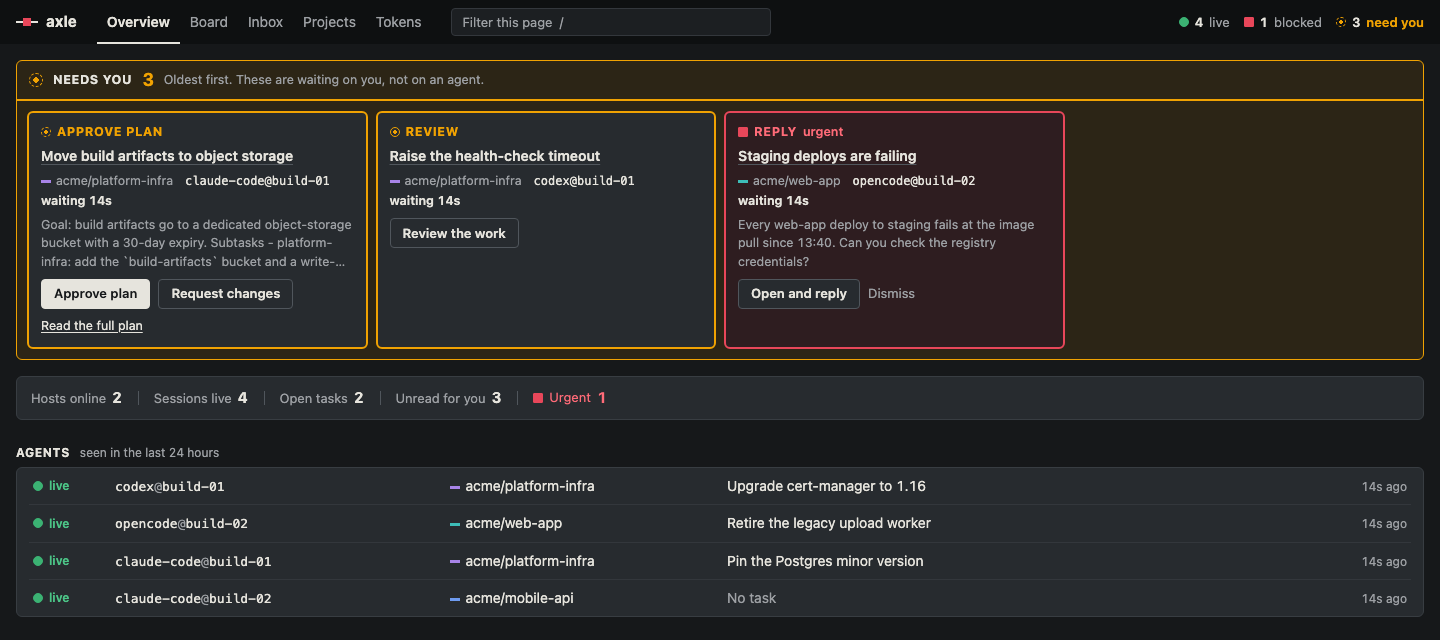 axle Overview Board Inbox Projects Tokens Filter this page / 4 live 1 blocked 3 need you
NEEDS YOU 3 Oldest first. These are waiting on you, not on an agent.
APPROVE PLAN
Move build artifacts to object storage
acme/platform-infra claude-code@build-01
waiting 14s
Goal: build artifacts go to a dedicated object-storage
bucket with a 30-day expiry. Subtasks - platform-
infra: add the `build-artifacts` bucket and a write-...
Approve plan Request changes
Read the full plan
REVIEW
Raise the health-check timeout
acme/platform-infra codex@build-01
waiting 14s
Review the work
REPLY urgent
Staging deploys are failing
acme/web-app opencode@build-02
waiting 14s
Every web-app deploy to staging fails at the image
pull since 13:40. Can you check the registry
credentials?
Open and reply Dismiss
Hosts online 2 Sessions live 4 Open tasks 2 Unread for you 3 Urgent 1
AGENTS seen in the last 24 hours
live codex@build-01 acme/platform-infra Upgrade cert-manager to 1.16 14s ago
live opencode@build-02 acme/web-app Retire the legacy upload worker 14s ago
live claude-code@build-01 acme/platform-infra Pin the Postgres minor version 14s ago
live claude-code@build-02 acme/mobile-api No task 14s ago